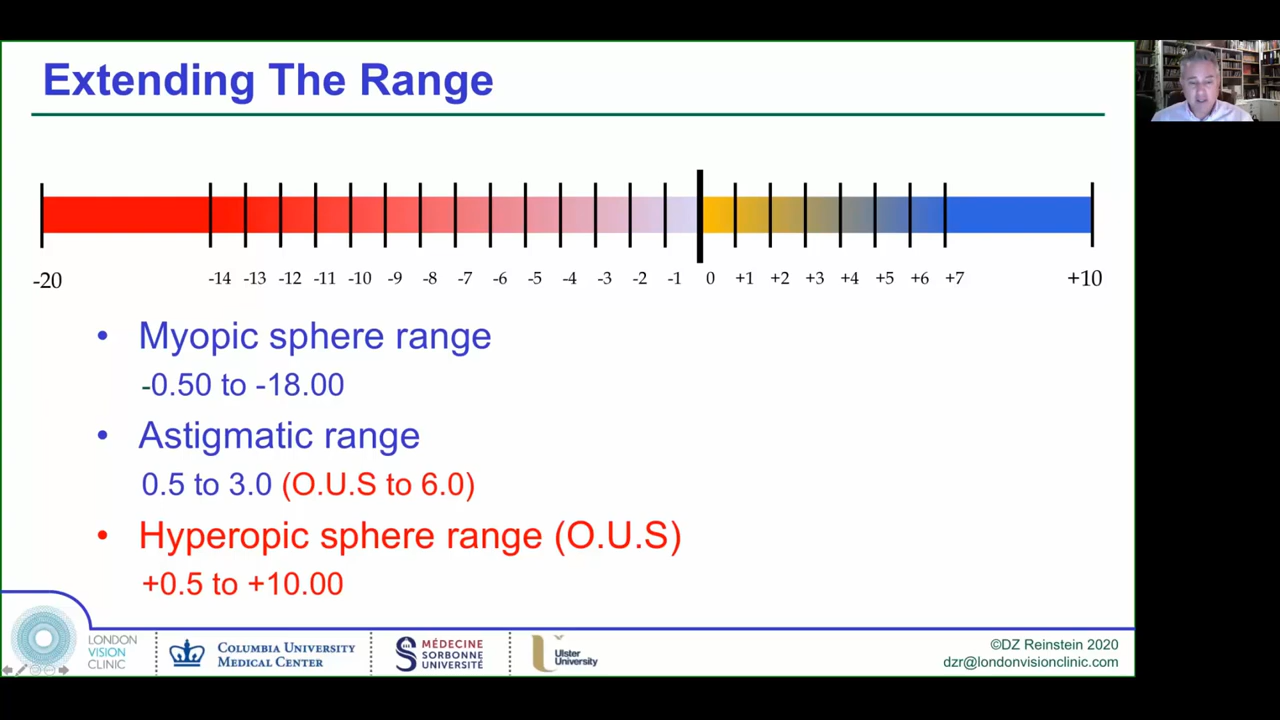 Extending The Range
-20 -14 -13 -12 -11 -10 -9 -8 -7 -6 -5 -4 -3 -2 -1 0 +1 +2 +3 +4 +5 +6 +7 +10
• Myopic sphere range
-0.50 to -18.00
• Astigmatic range
0.5 to 3.0 (O.U.S to 6.0)
• Hyperopic sphere range (O.U.S)
+0.5 to +10.00
LONDON
VISION
CLINIC
COLUMBIA UNIVERSITY
MEDICAL CENTER
MÉDECINE
SORBONNE
UNIVERSITÉ
Ulster
University
©DZ Reinstein 2020
dzr@londonvisionclinic.com